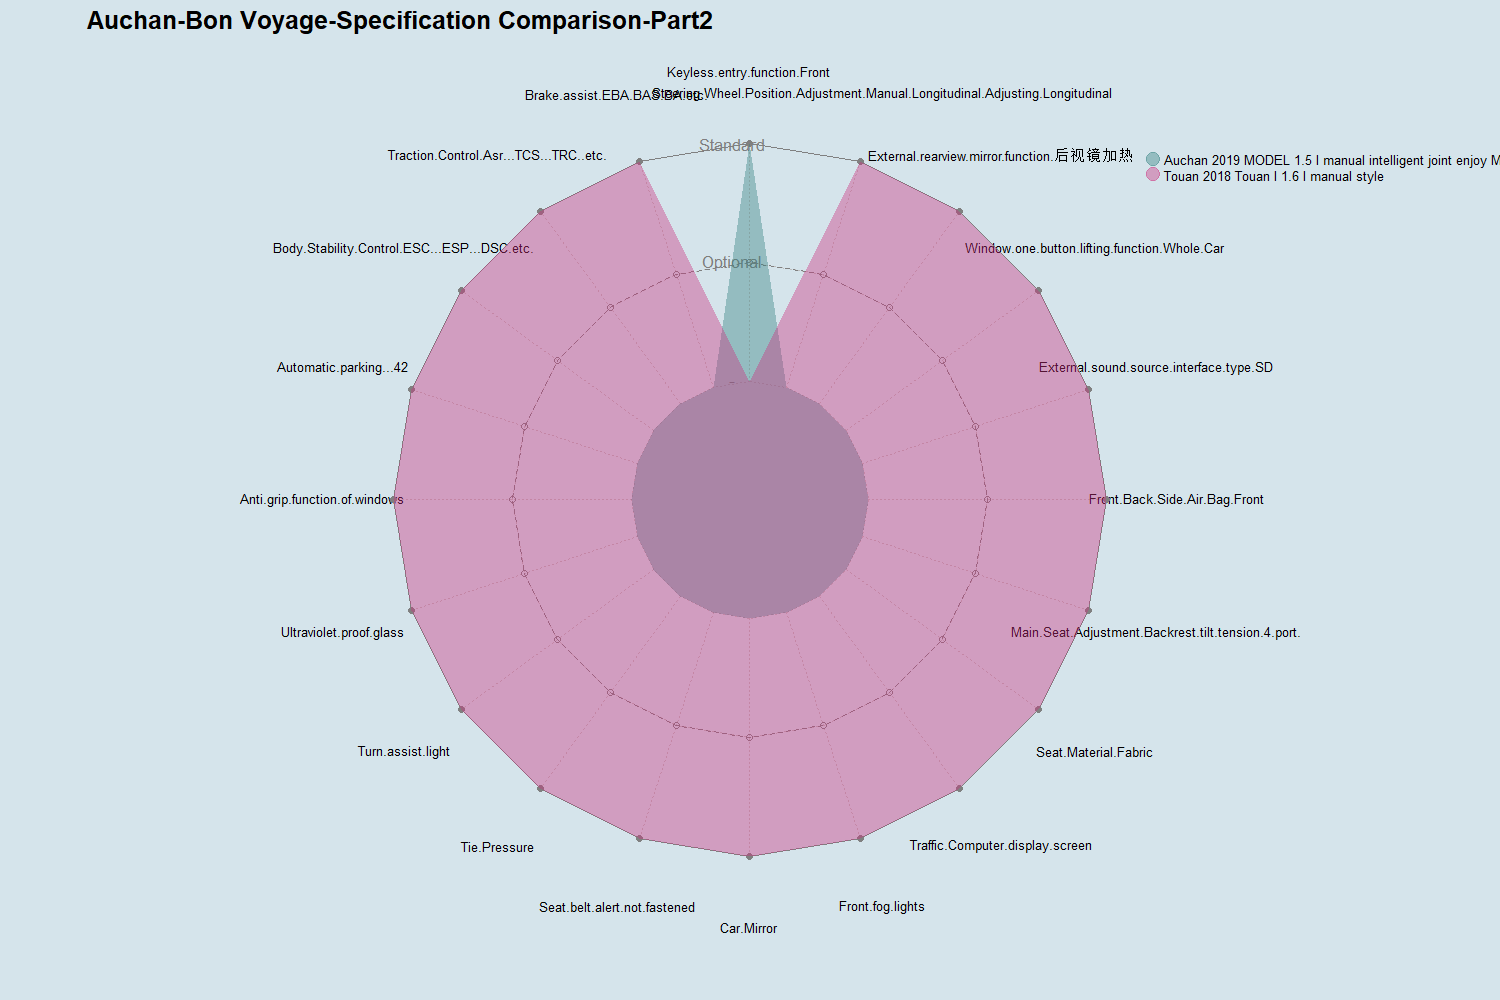 Auchan-Bon Voyage-Specification Comparison-Part2
Keyless.entry.function.Front
Brake.assist.EBA.BAS.BA.etc.
Steering.Wheel.Position.Adjustment.Manual.Longitudinal.Adjusting.Longitudinal
Standard
Traction.Control.Asr...TCS...TRC..etc.
External.rearview.mirror.function.后视镜加热
Auchan 2019 MODEL 1.5 l manual intelligent joint enjoy M
Touan 2018 Touan l 1.6 l manual style
Body.Stability.Control.ESC...ESP...DSC.etc.
Window.one.button.lifting.function.Whole.Car
Optional
Automatic.parking...42
External.sound.source.interface.type.SD
Anti.grip.function.of.windows
Front.Back.Side.Air.Bag.Front
Ultraviolet.proof.glass
Main.Seat.Adjustment.Backrest.tilt.tension.4.port.
Turn.assist.light
Seat.Material.Fabric
Tie.Pressure
Traffic.Computer.display.screen
Seat.belt.alert.not.fastened
Front.fog.lights
Car.Mirror